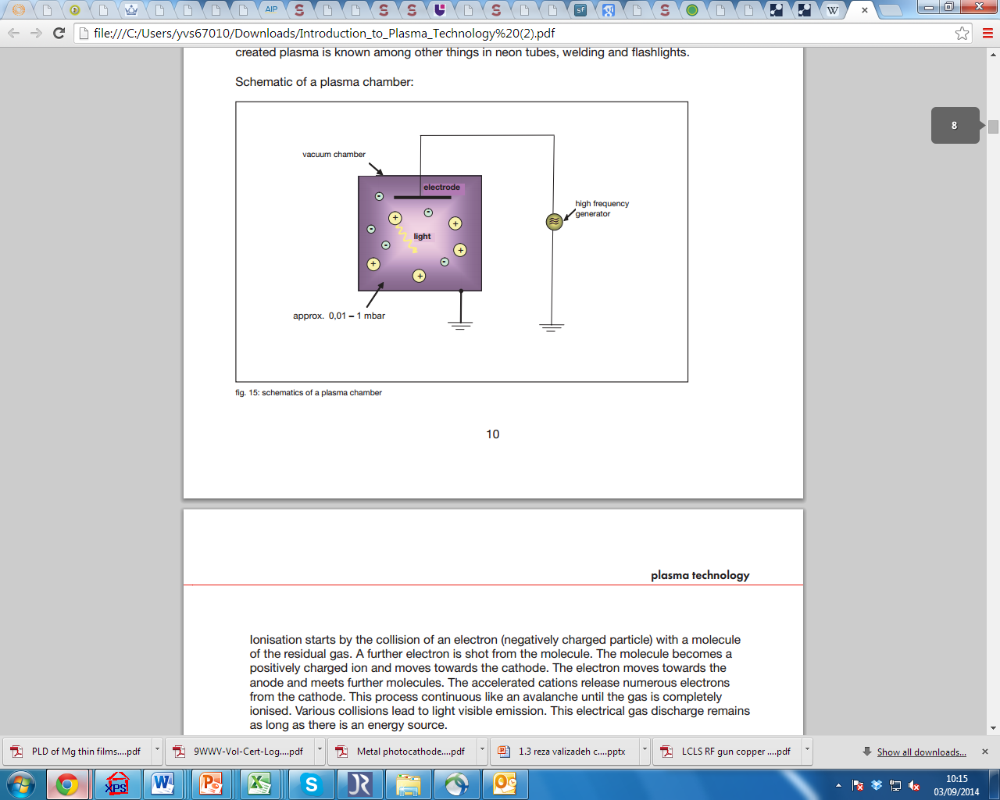 AIP
sf
W
file:///C:/Users/yvs67010/Downloads/Introduction_to_Plasma_Technology%20(2).pdf
created plasma is known among other things in neon tubes, welding and flashlights.
Schematic of a plasma chamber:
8
vacuum chamber
electrode
high frequency
generator
light
approx. 0,01 – 1 mbar
fig. 15: schematics of a plasma chamber
10
plasma technology
Ionisation starts by the collision of an electron (negatively charged particle) with a molecule
of the residual gas. A further electron is shot from the molecule. The molecule becomes a
positively charged ion and moves towards the cathode. The electron moves towards the
anode and meets further molecules. The accelerated cations release numerous electrons
from the cathode. This process continuous like an avalanche until the gas is completely
ionised. Various collisions lead to light visible emission. This electrical gas discharge remains
as long as there is an energy source.
PLD of Mg thin films....pdf
9WWV-Vol-Cert-Log....pdf
Metal photocathode....pdf
1.3 reza valizadeh c....pptx
LCLS RF gun copper ....pdf
Show all downloads...
XPS
JR
10:15
03/09/2014